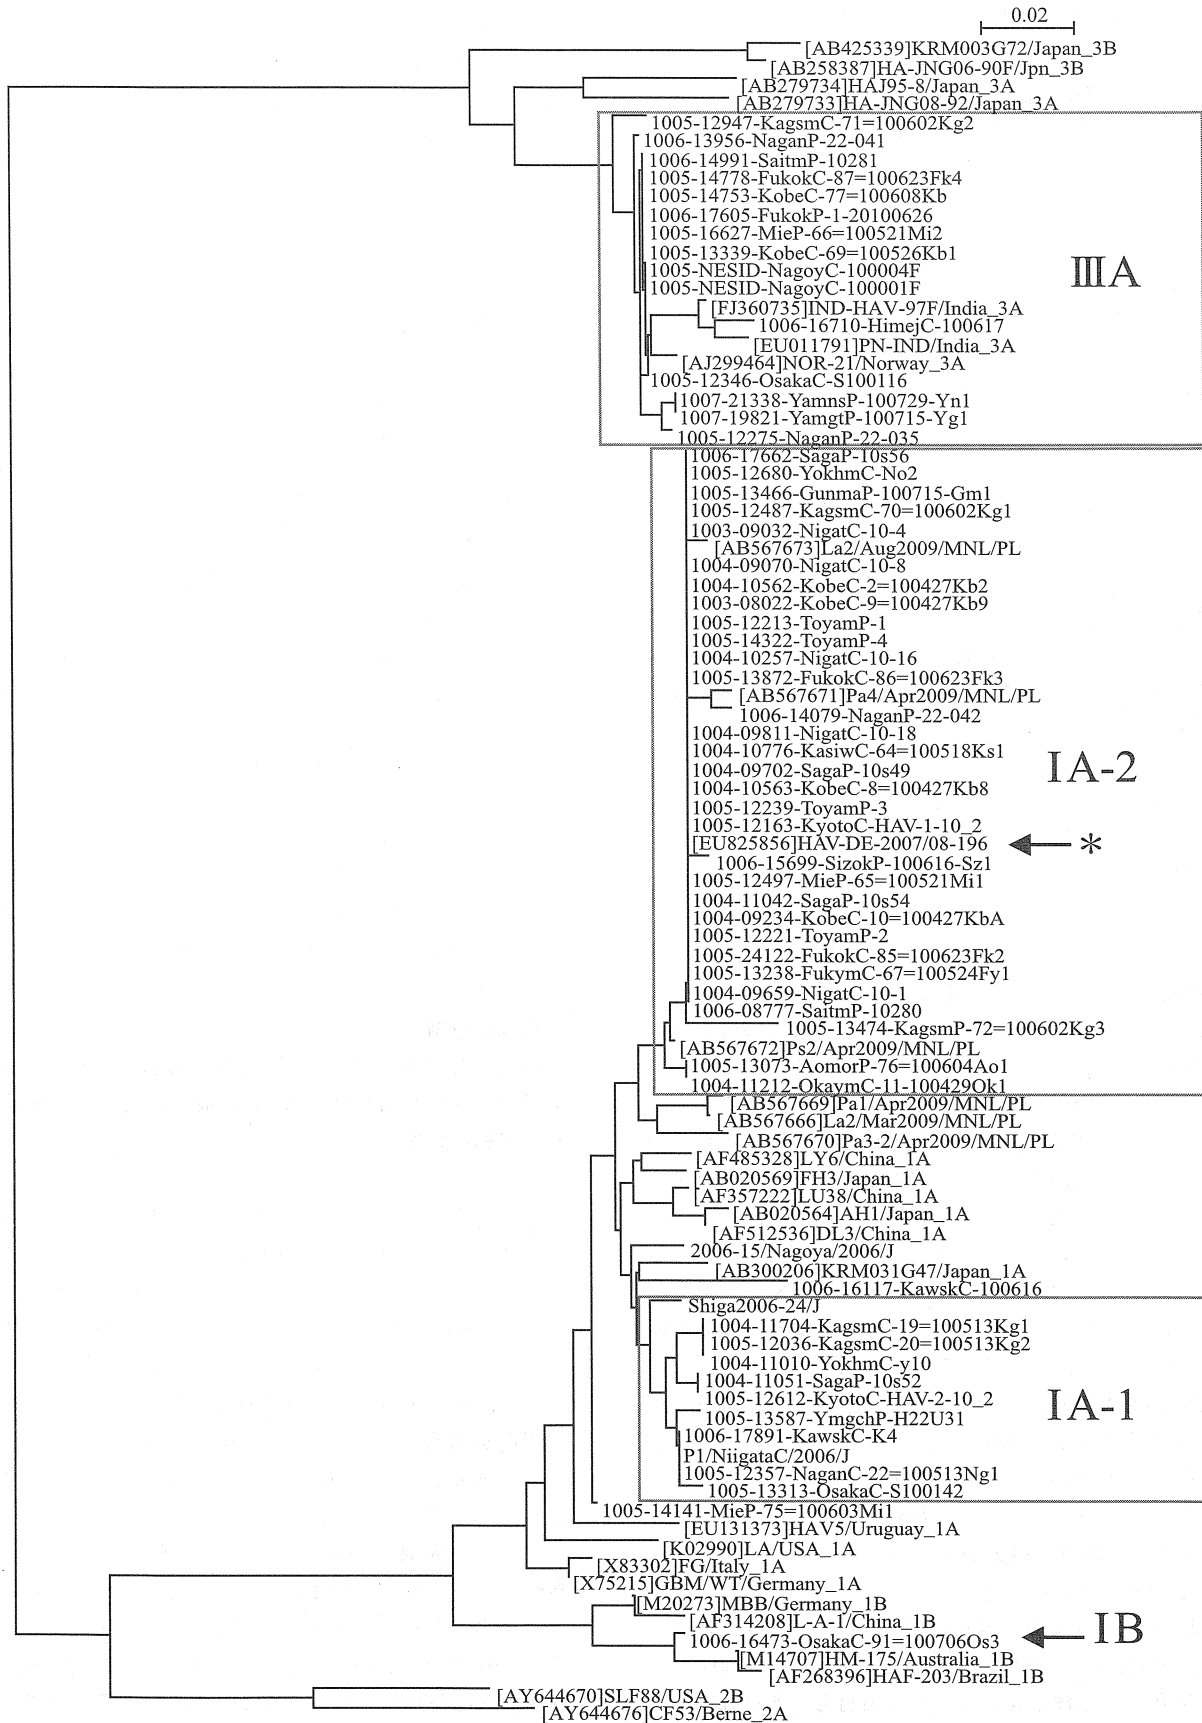 0.02
[AB425339]KRM003G72/Japan_3B
[AB258387]HA-JNG06-90F/Jpn_3B
[AB279734]HAJ95-8/Japan_3A
[AB279733]HA-JNG08-92/Japan_3A
1005-12947-KagsmC-71=100602Kg2
1006-13956-NaganP-22-041
1006-14991-SaitmP-10281
1005-14778-FukokC-87=100623Fk4
1005-14753-KobeC-77=100608Kb
1006-17605-FukokP-1-20100626
1005-16627-MieP-66=100521Mi2
1005-13339-KobeC-69=100526Kb1
1005-NESID-NagoyC-100004F
IIIA
1005-NESID-NagoyC-100001F
[FJ360735]IND-HAV-97F/India_3A
1006-16710-HimejC-100617
[EU011791]PN-IND/India_3A
[AJ299464]NOR-21/Norway_3A
1005-12346-OsakaC-S100116
1007-21338-YamnsP-100729-Yn1
1007-19821-YamgtP-100715-Yg1
1005-12275-NaganP-22-035
1006-17662-SagaP-10s56
1005-12680-YokhmC-No2
1005-13466-GunmaP-100715-Gm1
1005-12487-KagsmC-70=100602Kg1
1003-09032-NigatC-10-4
[AB567673]La2/Aug2009/MNL/PL
1004-09070-NigatC-10-8
1004-10562-KobeC-2=100427Kb2
1003-08022-KobeC-9=100427Kb9
1005-12213-ToyamP-1
1005-14322-ToyamP-4
1004-10257-NigatC-10-16
1005-13872-FukokC-86=100623Fk3
[AB567671]Pa4/Apr2009/MNL/PL
1006-14079-NaganP-22-042
1004-09811-NigatC-10-18
1004-10776-KasiwC-64=100518Ks1
IA-2
1004-09702-SagaP-10s49
1004-10563-KobeC-8=100427Kb8
1005-12239-ToyamP-3
1005-12163-KyotoC-HAV-1-10_2
[EU825856]HAV-DE-2007/08-196
*
1006-15699-SizokP-100616-Sz1
1005-12497-MieP-65=100521Mi1
1004-11042-SagaP-10s54
1004-09234-KobeC-10=100427KbA
1005-12221-ToyamP-2
1005-24122-FukokC-85=100623Fk2
1005-13238-FukymC-67=100524Fy1
1004-09659-NigatC-10-1
1006-08777-SaitmP-10280
1005-13474-KagsmP-72=100602Kg3
[AB567672]Ps2/Apr2009/MNL/PL
1005-13073-AomorP-76=100604Ao1
1004-11212-OkaymC-11-100429Ok1
[AB567669]Pa1/Apr2009/MNL/PL
[AB567666]La2/Mar2009/MNL/PL
[AB567670]Pa3-2/Apr2009/MNL/PL
[AF485328]LY6/China_1A
[AB020569]FH3/Japan_1A
[AF357222]LU38/China_1A
[AB020564]AH1/Japan_1A
[AF512536]DL3/China_1A
2006-15/Nagoya/2006/J
[AB300206]KRM031G47/Japan_1A
1006-16117-KawskC-100616
Shiga2006-24/J
1004-11704-KagsmC-19=100513Kg1
1005-12036-KagsmC-20=100513Kg2
1004-11010-YokhmC-y10
1004-11051-SagaP-10s52
1005-12612-KyotoC-HAV-2-10_2
IA-1
1005-13587-YmgchP-H22U31
1006-17891-KawskC-K4
P1/NiigataC/2006/J
1005-12357-NaganC-22=100513Ng1
1005-13313-OsakaC-S100142
1005-14141-MieP-75=100603Mi1
[EU131373]HAV5/Uruguay_1A
[K02990]LA/USA_1A
[X83302]FG/Italy_1A
[X75215]GBM/WT/Germany_1A
[M20273]MBB/Germany_1B
[AF314208]L-A-1/China_1B
IB
1006-16473-OsakaC-91=100706Os3
[M14707]HM-175/Australia_1B
[AF268396]HAF-203/Brazil_1B
[AY644670]SLF88/USA_2B
[AY644676]CF53/Berne_2A